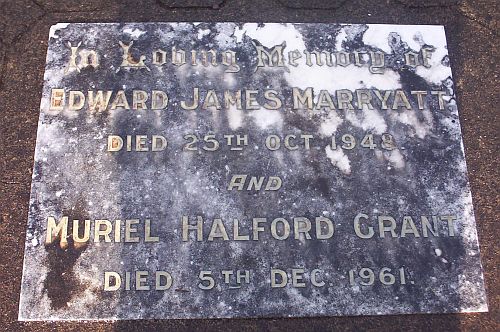 In Loving Memory of
EDWARD JAMES MARRYATT
DIED 25TH OCT 1948.
AND
MURIEL HALFORD GRANT
DIED 5TH DEC 1961.